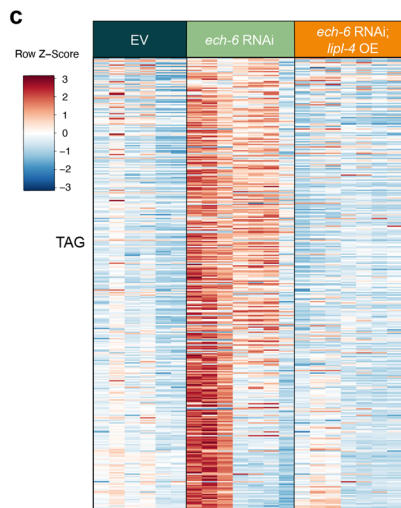 c
EV
ech-6 RNAi
ech-6 RNAi;
lipl-4 OE
Row Z-Score
3
2
1
0
−1
−2
−3
TAG